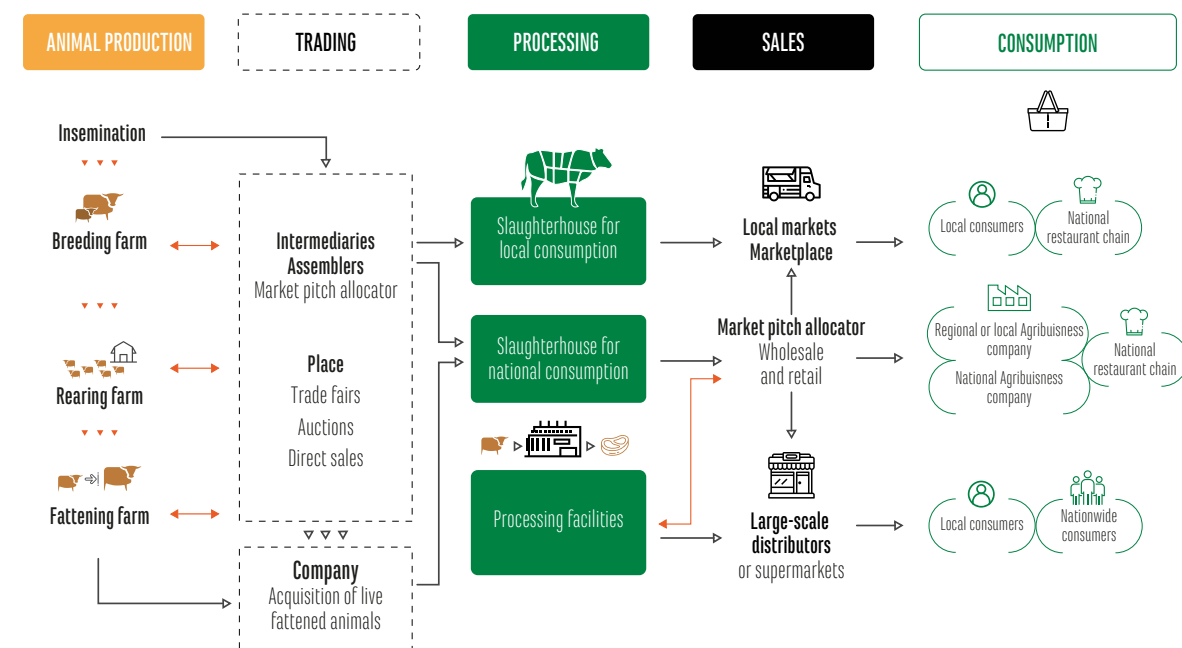 ANIMAL PRODUCTION
TRADING
PROCESSING
SALES
CONSUMPTION
Insemination
Breeding farm
Rearing farm
Fattening farm
Intermediaries
Assemblers
Market pitch allocator
Place
Trade fairs
Auctions
Direct sales
Company
Acquisition of live
fattened animals
Slaughterhouse for
local consumption
Slaughterhouse for
national consumption
Processing facilities
Local markets
Marketplace
Market pitch allocator
Wholesale
and retail
Large-scale
distributors
or supermarkets
Local consumers
National
restaurant chain
Regional or local Agribuisness
company
National Agribuisness
company
National
restaurant chain
Local consumers
Nationwide
consumers